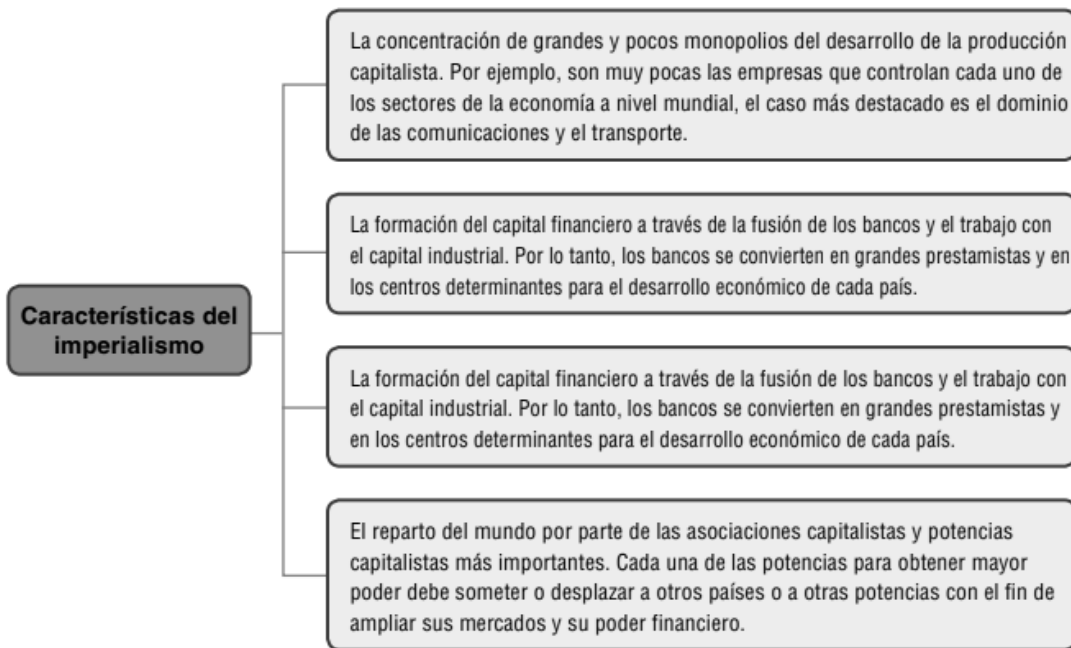 La concentración de grandes y pocos monopolios del desarrollo de la producción
capitalista. Por ejemplo, son muy pocas las empresas que controlan cada uno de
los sectores de la economía a nivel mundial, el caso más destacado es el dominio
de las comunicaciones y el transporte.
La formación del capital financiero a través de la fusión de los bancos y el trabajo con
el capital industrial. Por lo tanto, los bancos se convierten en grandes prestamistas y en
los centros determinantes para el desarrollo económico de cada país.
Características del
imperialismo
La formación del capital financiero a través de la fusión de los bancos y el trabajo con
el capital industrial. Por lo tanto, los bancos se convierten en grandes prestamistas y
en los centros determinantes para el desarrollo económico de cada país.
El reparto del mundo por parte de las asociaciones capitalistas y potencias
capitalistas más importantes. Cada una de las potencias para obtener mayor
poder debe someter o desplazar a otros países o a otras potencias con el fin de
ampliar sus mercados y su poder financiero.